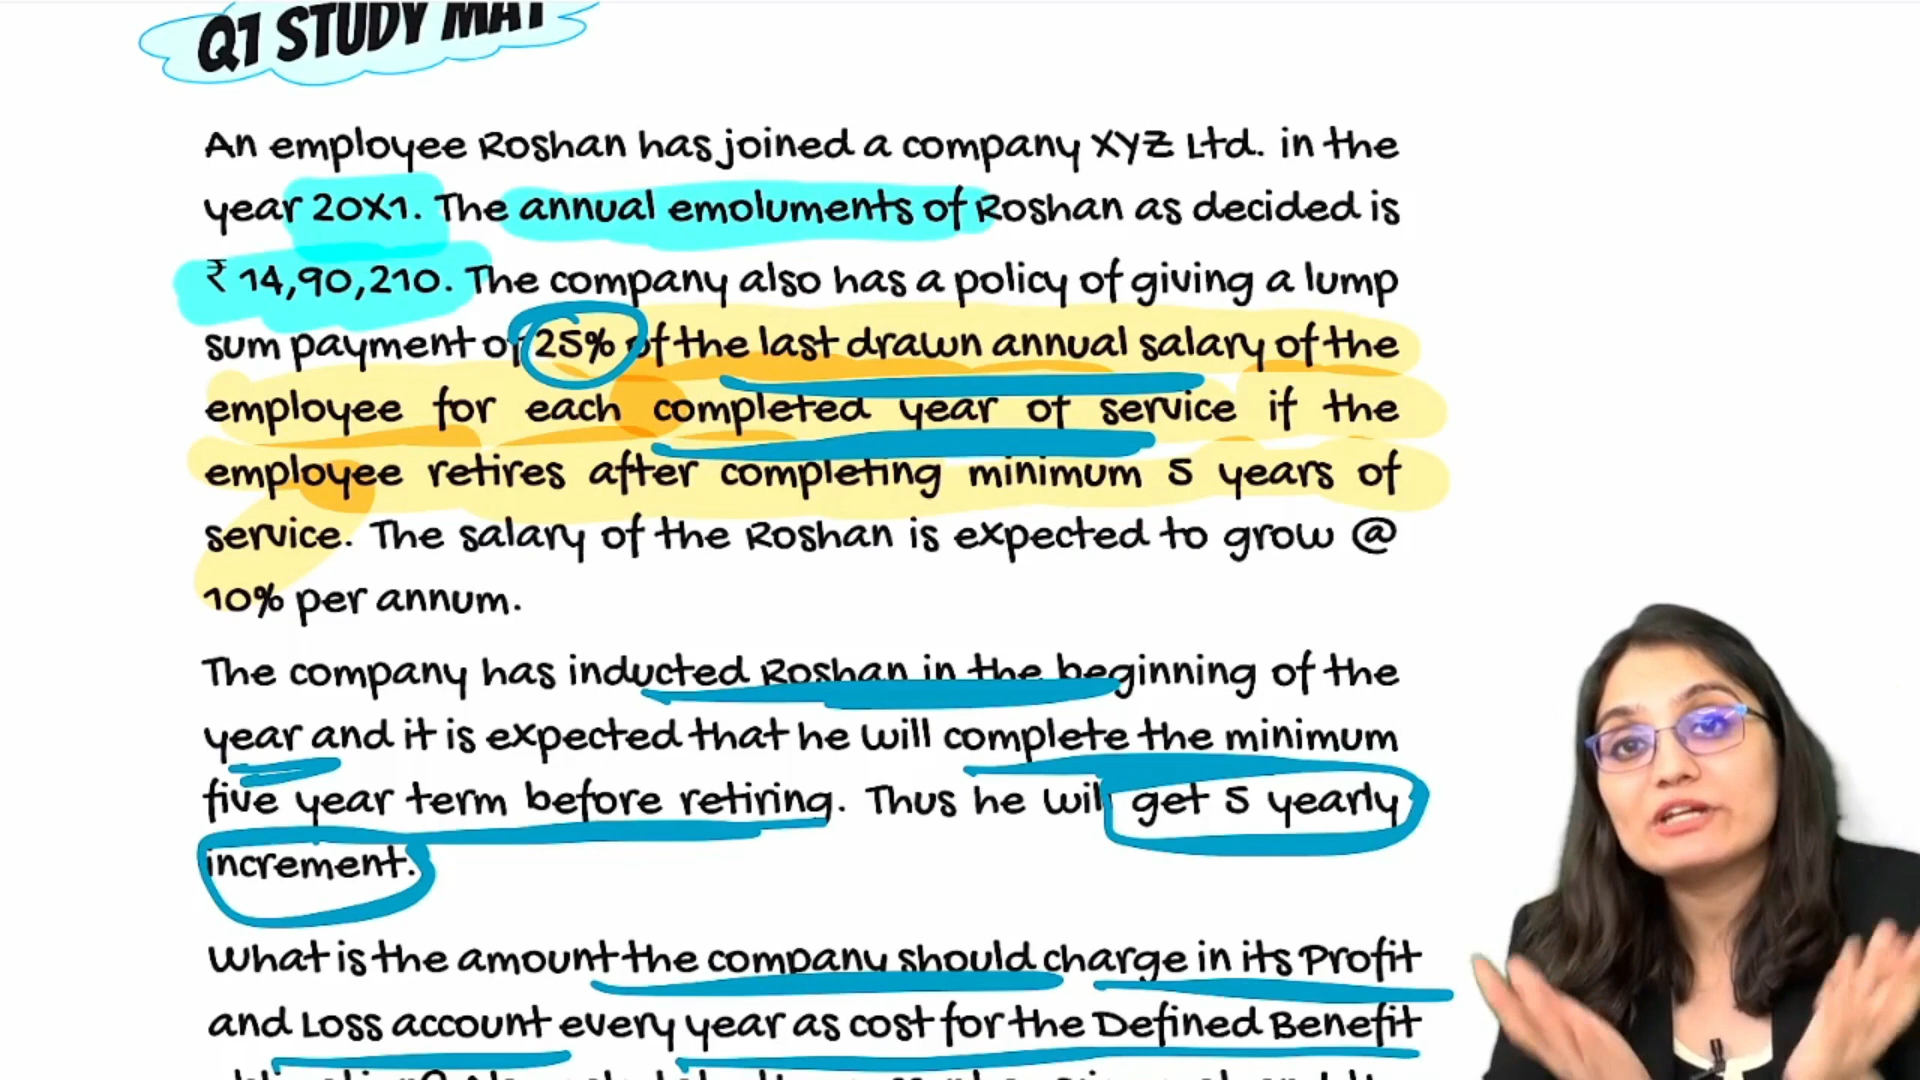 Q1 STUDY MAT
An employee Roshan has joined a company XYZ Ltd. in the
year 20X1. The annual emoluments of Roshan as decided is
₹ 14,90,210. The company also has a policy of giving a lump
sum payment of 25% of the last drawn annual salary of the
employee for each completed year of service if the
employee retires after completing minimum 5 years of
service. The salary of the Roshan is expected to grow @
10% per annum.
The company has inducted Roshan in the beginning of the
year and it is expected that he will complete the minimum
five year term before retiring. Thus he will get 5 yearly
increment.
What is the amount the company should charge in its Profit
and Loss account every year as cost for the Defined Benefit